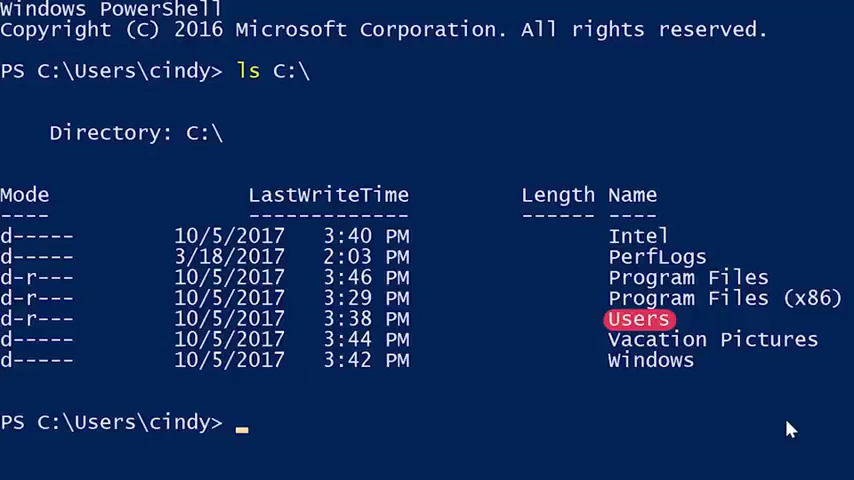 Windows PowerShell
Copyright (C) 2016 Microsoft Corporation. All rights reserved.
PS C:\Users\cindy> ls C:\
Directory: C:\
Mode LastWriteTime Length Name
---- ------------- ------ ----
d----- 10/5/2017 3:40 PM Intel
d----- 3/18/2017 2:03 PM PerfLogs
d-r--- 10/5/2017 3:46 PM Program Files
d-r--- 10/5/2017 3:29 PM Program Files (x86)
d-r--- 10/5/2017 3:38 PM Users
d----- 10/5/2017 3:44 PM Vacation Pictures
d----- 10/5/2017 3:42 PM Windows
PS C:\Users\cindy> _